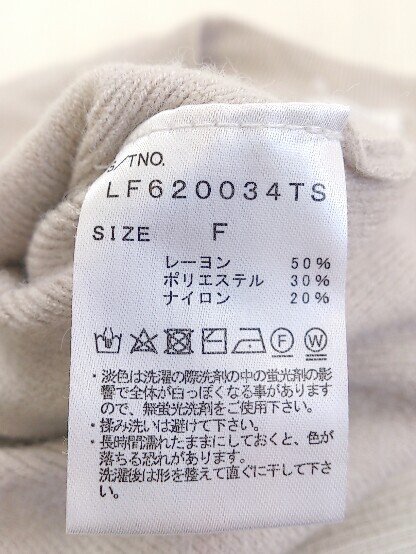 S/TNO.
LF620034TS
SIZE F
レーヨン 50%
ポリエステル 30%
ナイロン 20%
F W
・淡色は洗濯の際洗剤の中の蛍光剤の影
響で全体が白っぽくなる事があります
ので、無蛍光洗剤をご使用下さい。
・揉み洗いは避けて下さい。
・長時間濡れたままにしておくと、色が
落ちる恐れがあります。
洗濯後は形を整えて直ぐに干して下さ
い。